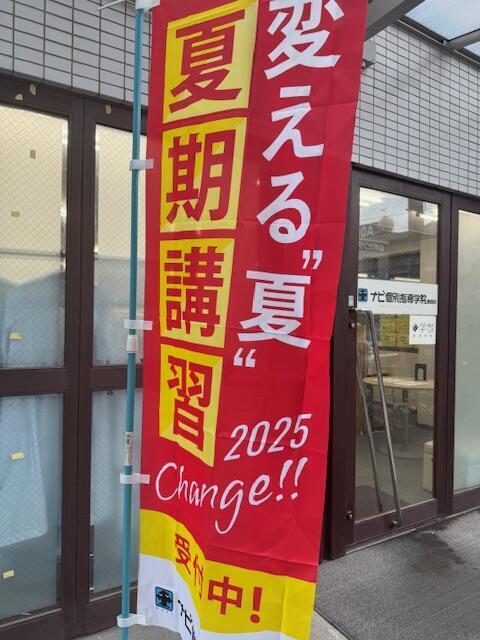 変える"夏"
夏期講習
2025
Change!!
受付中!
ナビ個別指導学院